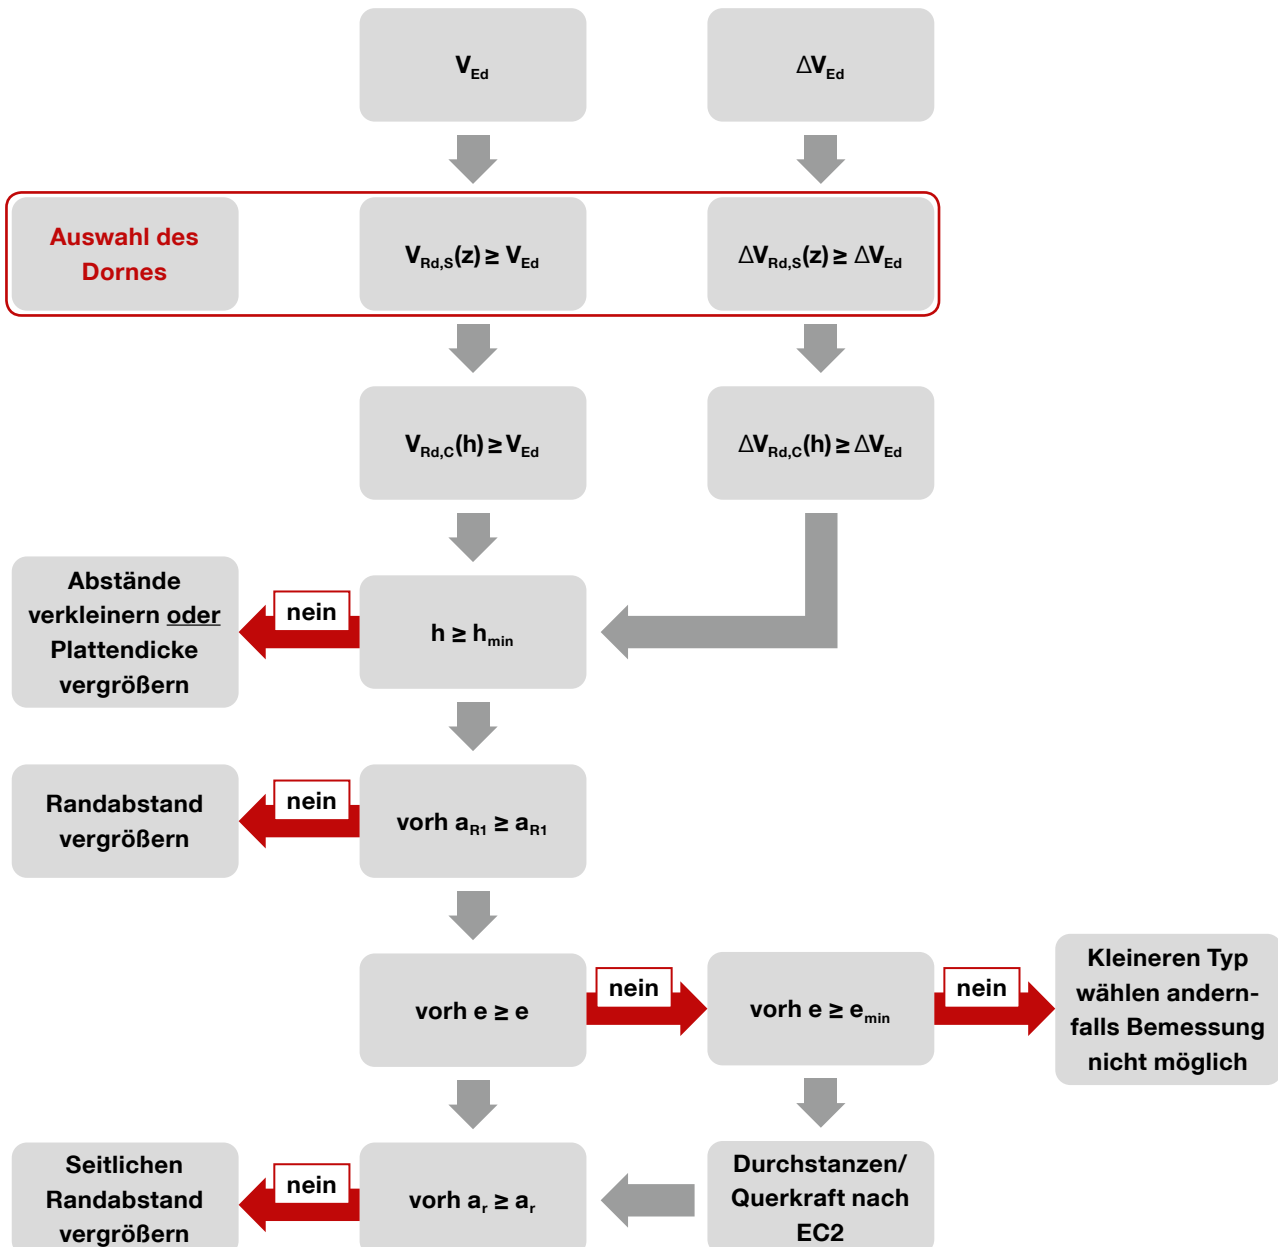 V_Ed
ΔV_Ed
Auswahl des
Dornes
V_Rd,S(z) ≥ V_Ed
ΔV_Rd,S(z) ≥ ΔV_Ed
V_Rd,C(h) ≥ V_Ed
ΔV_Rd,C(h) ≥ ΔV_Ed
Abstände
verkleinern oder
Plattendicke
vergrößern
nein
h ≥ h_min
Randabstand
vergrößern
nein
vorh a_R1 ≥ a_R1
vorh e ≥ e
nein
vorh e ≥ e_min
nein
Kleineren Typ
wählen andern-
falls Bemessung
nicht möglich
Seitlichen
Randabstand
vergrößern
nein
vorh a_r ≥ a_r
Durchstanzen/
Querkraft nach
EC2